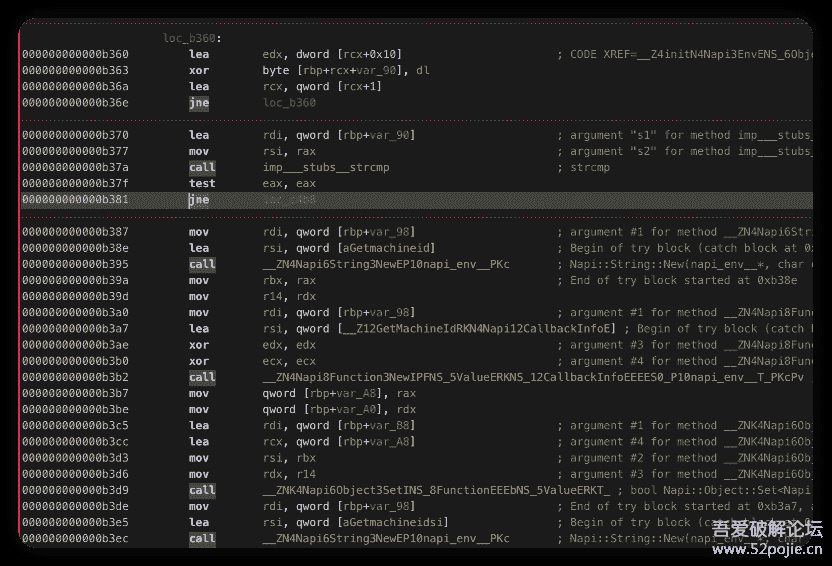 loc_b360:
000000000000b360 lea edx, dword [rcx+0x10] ; CODE XREF=__Z4initN4Napi3EnvENS_6Obje
000000000000b363 xor byte [rbp+rcx+var_90], dl
000000000000b36a lea rcx, qword [rcx+1]
000000000000b36e jne loc_b360
000000000000b370 lea rdi, qword [rbp+var_90] ; argument "s1" for method imp___stubs_
000000000000b377 mov rsi, rax ; argument "s2" for method imp___stubs_
000000000000b37a call imp___stubs__strcmp ; strcmp
000000000000b37f test eax, eax
000000000000b381 jne
000000000000b387 mov rdi, qword [rbp+var_98] ; argument #1 for method __ZN4Napi6Stri
000000000000b38e lea rsi, qword [aGetmachineid] ; Begin of try block (catch block at 0x
000000000000b395 call __ZN4Napi6String3NewEP10napi_env__PKc ; Napi::String::New(napi_env__*, char c
000000000000b39a mov rbx, rax ; End of try block started at 0xb38e
000000000000b39d mov r14, rdx
000000000000b3a0 mov rdi, qword [rbp+var_98] ; argument #1 for method __ZN4Napi8Func
000000000000b3a7 lea rsi, qword [__Z12GetMachineIdRKN4Napi12CallbackInfoE] ; Begin of try block (catch b
000000000000b3ae xor edx, edx ; argument #3 for method __ZN4Napi8Func
000000000000b3b0 xor ecx, ecx ; argument #4 for method __ZN4Napi8Func
000000000000b3b2 call __ZN4Napi8Function3NewIPFNS_5ValueERKNS_12CallbackInfoEEEES0_P10napi_env__T_PKcPv
000000000000b3b7 mov qword [rbp+var_A8], rax
000000000000b3be mov qword [rbp+var_A0], rdx
000000000000b3c5 lea rdi, qword [rbp+var_B8] ; argument #1 for method __ZNK4Napi6Obj
000000000000b3cc lea rcx, qword [rbp+var_A8] ; argument #4 for method __ZNK4Napi6Obj
000000000000b3d3 mov rsi, rbx ; argument #2 for method __ZNK4Napi6Obj
000000000000b3d6 mov rdx, r14 ; argument #3 for method __ZNK4Napi6Obj
000000000000b3d9 call __ZNK4Napi6Object3SetINS_8FunctionEEEbNS_5ValueERKT_ ; bool Napi::Object::Set<Napi
000000000000b3de mov rdi, qword [rbp+var_98] ; End of try block started at 0xb3a7, a
000000000000b3e5 lea rsi, qword [aGetmachineidsi] ; Begin of try block (catch block at 0x
000000000000b3ec call __ZN4Napi6String3NewEP10napi_env__PKc ; Napi::String::New(napi_env__*, char
吾爱破解论坛
www.52pojie.cn